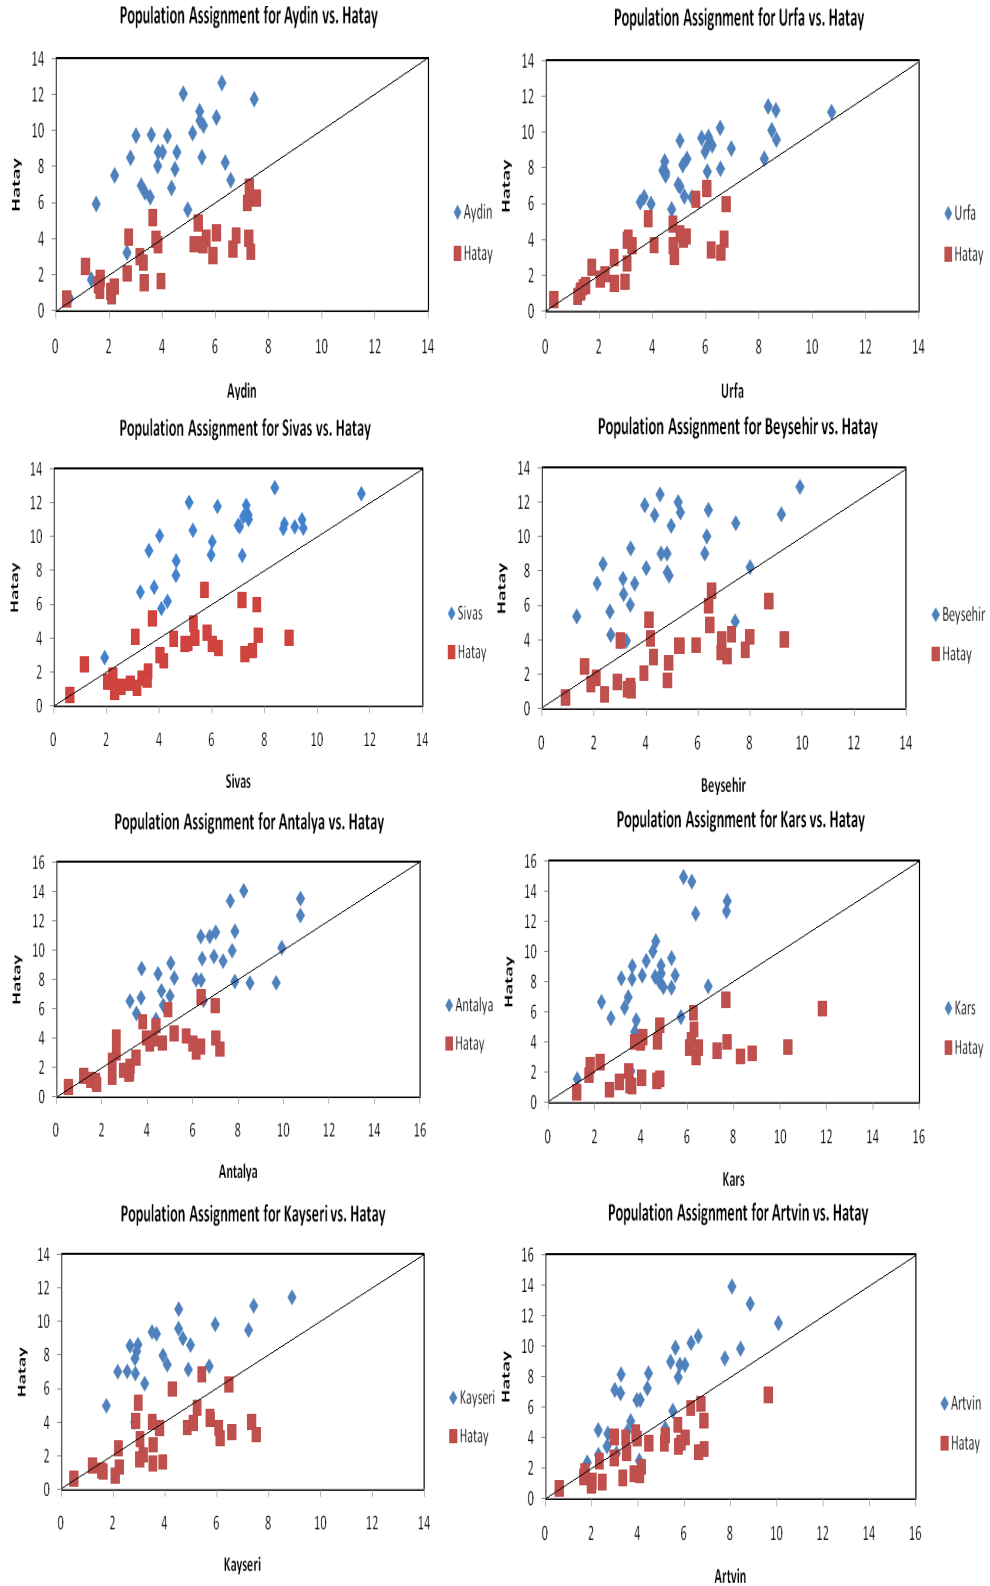 Population Assignment for Aydin vs. Hatay
14
12
10
8
6
4
2
0
Hatay
0 2 4 6 8 10 12 14
Aydin
Aydin
Hatay
Population Assignment for Urfa vs. Hatay
14
12
10
8
6
4
2
0
Hatay
0 2 4 6 8 10 12 14
Urfa
Urfa
Hatay
Population Assignment for Sivas vs. Hatay
14
12
10
8
6
4
2
0
Hatay
0 2 4 6 8 10 12 14
Sivas
Sivas
Hatay
Population Assignment for Beysehir vs. Hatay
14
12
10
8
6
4
2
0
Hatay
0 2 4 6 8 10 12 14
Beysehir
Beysehir
Hatay
Population Assignment for Antalya vs. Hatay
16
14
12
10
8
6
4
2
0
Hatay
0 2 4 6 8 10 12 14 16
Antalya
Antalya
Hatay
Population Assignment for Kars vs. Hatay
16
14
12
10
8
6
4
2
0
Hatay
0 2 4 6 8 10 12 14 16
Kars
Kars
Hatay
Population Assignment for Kayseri vs. Hatay
14
12
10
8
6
4
2
0
Hatay
0 2 4 6 8 10 12 14
Kayseri
Kayseri
Hatay
Population Assignment for Artvin vs. Hatay
16
14
12
10
8
6
4
2
0
Hatay
0 2 4 6 8 10 12 14 16
Artvin
Artvin
Hatay